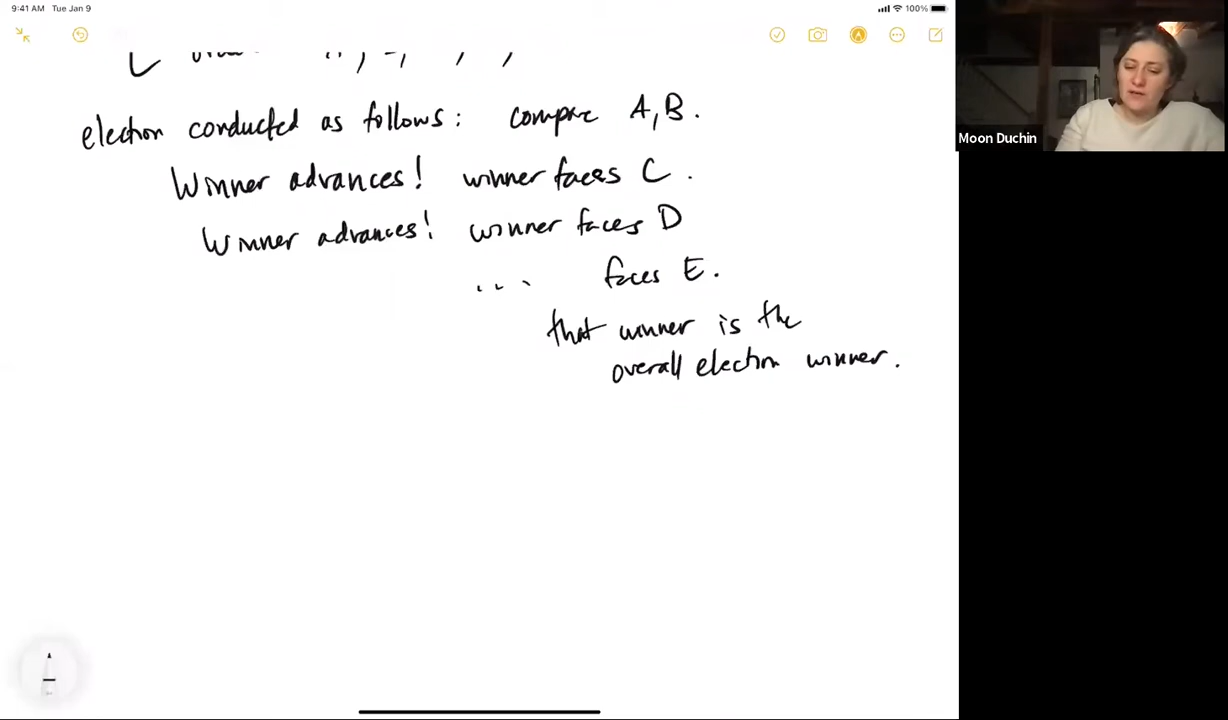 9:41 AM Tue Jan 9
100%
election conducted as follows: compare A, B.
Winner advances! winner faces C.
Winner advances! winner faces D
... faces E.
that winner is the
overall election winner.
Moon Duchin